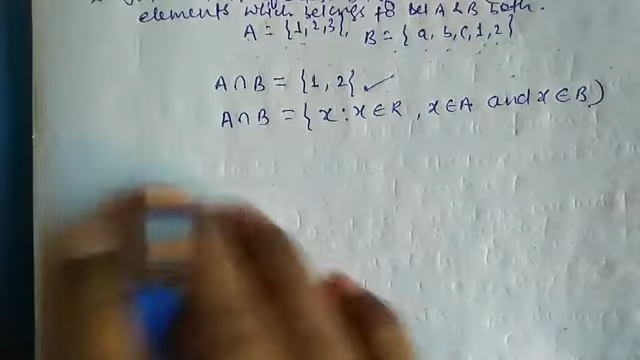 elements which belongs to set A & B both.
A = {1,2,3}, B = { a, b, c, 1, 2 }
A∩B = {1, 2} ✓
A∩B = { x : x ∈ R , x ∈ A and x ∈ B )